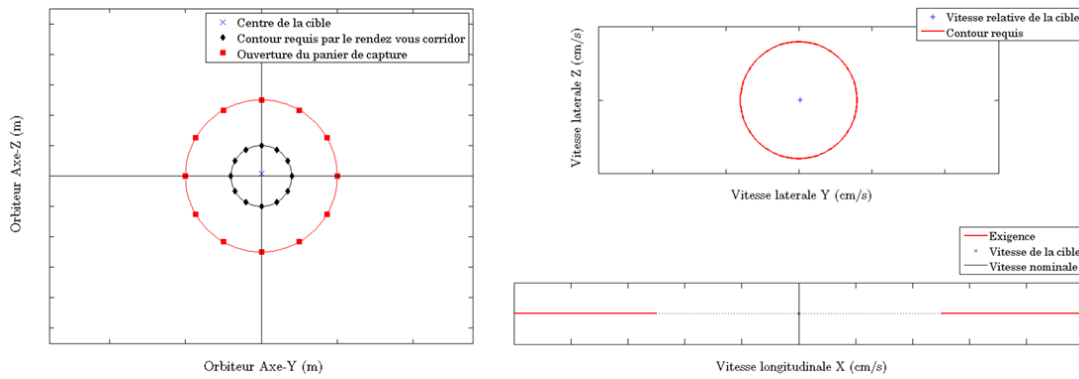 Centre de la cible
Contour requis par le rendez vous corridor
Ouverture du panier de capture
Orbiteur Axe-Z (m)
Orbiteur Axe-Y (m)
Vitesse relative de la cible
Contour requis
Vitesse laterale Z (cm/s)
Vitesse laterale Y (cm/s)
Exigence
Vitesse de la cible
Vitesse nominale
Vitesse longitudinale X (cm/s)